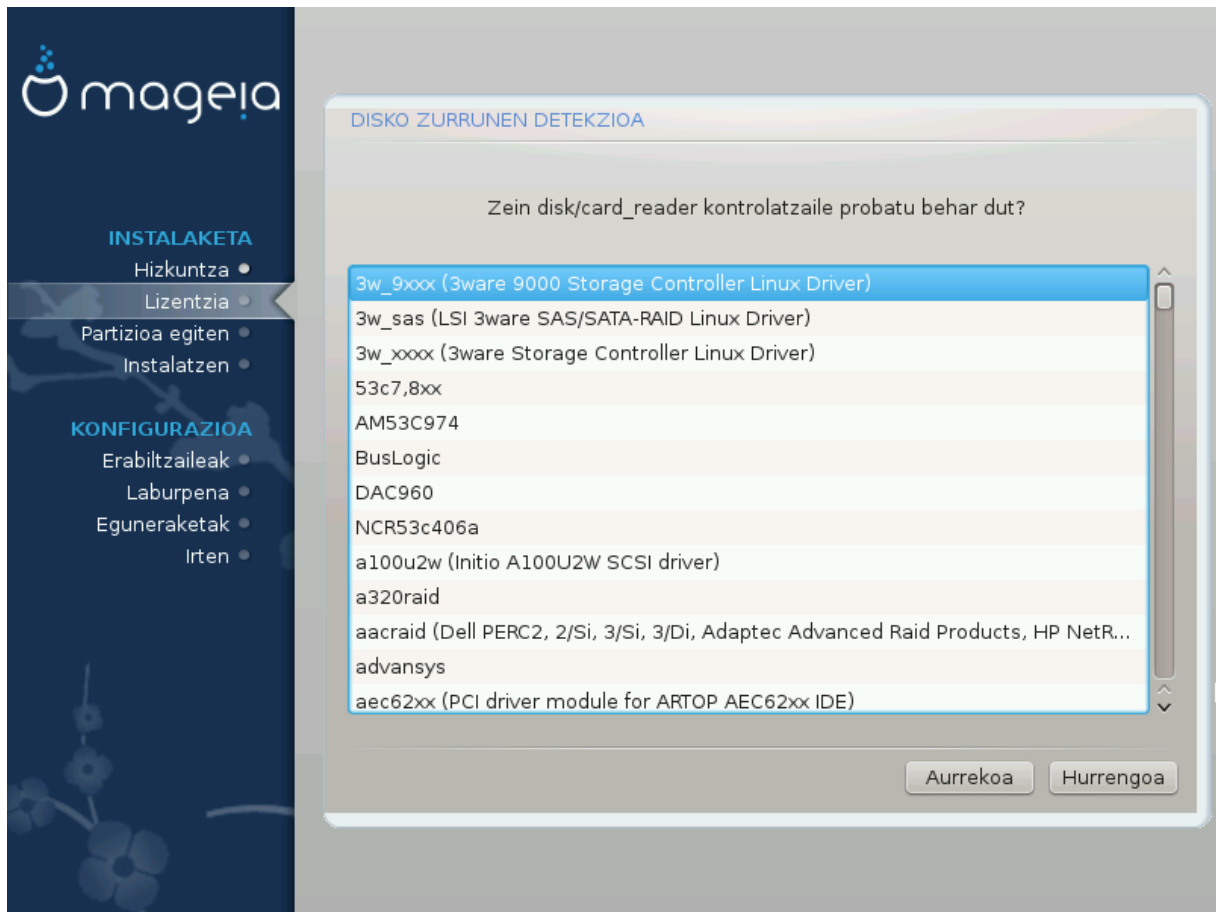 mageia
INSTALAKETA
Hizkuntza
Lizentzia
Partizioa egiten
Instalatzen
KONFIGURAZIOA
Erabiltzaileak
Laburpena
Eguneraketak
Irten
DISKO ZURRUNEN DETEKZIOA
Zein disk/card_reader kontrolatzaile probatu behar dut?
3w_9xxx (3ware 9000 Storage Controller Linux Driver)
3w_sas (LSI 3ware SAS/SATA-RAID Linux Driver)
3w_xxxx (3ware Storage Controller Linux Driver)
53c7,8xx
AM53C974
BusLogic
DAC960
NCR53c406a
a100u2w (Initio A100U2W SCSI driver)
a320raid
aacraid (Dell PERC2, 2/Si, 3/Si, 3/Di, Adaptec Advanced Raid Products, HP NetR...
advansys
aec62xx (PCI driver module for ARTOP AEC62xx IDE)
Aurrekoa
Hurrengoa